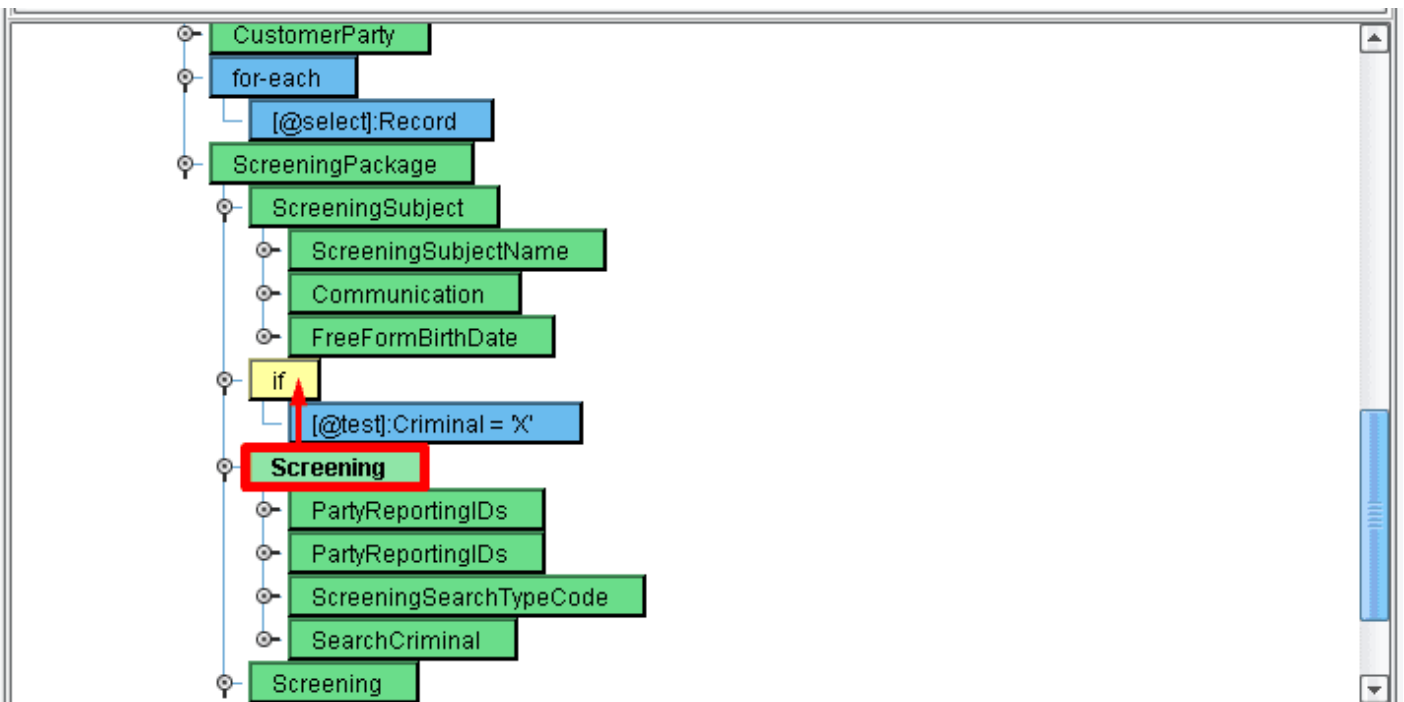 CustomerParty
for-each
[@select]:Record
ScreeningPackage
ScreeningSubject
ScreeningSubjectName
Communication
FreeFormBirthDate
if
[@test]:Criminal = 'X'
Screening
PartyReportingIDs
PartyReportingIDs
ScreeningSearchTypeCode
SearchCriminal
Screening